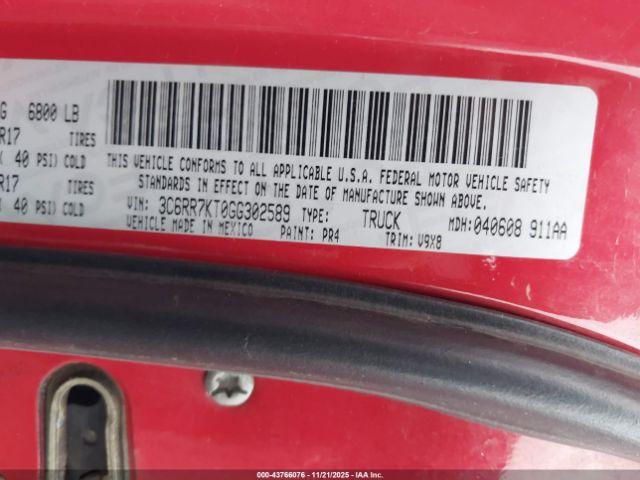 G 6800 LB
R17 TIRES
( 40 PSI) COLD
R17 TIRES
( 40 PSI) COLD
THIS VEHICLE CONFORMS TO ALL APPLICABLE U.S.A. FEDERAL MOTOR VEHICLE SAFETY
STANDARDS IN EFFECT ON THE DATE OF MANUFACTURE SHOWN ABOVE.
VIN: 3C6RR7KT0GG302589 TYPE: TRUCK MDH:040608 911AA
VEHICLE MADE IN MEXICO PAINT: PR4 TRIM: V9X8
000-43766076 - 11/21/2025 - IAAI.COM